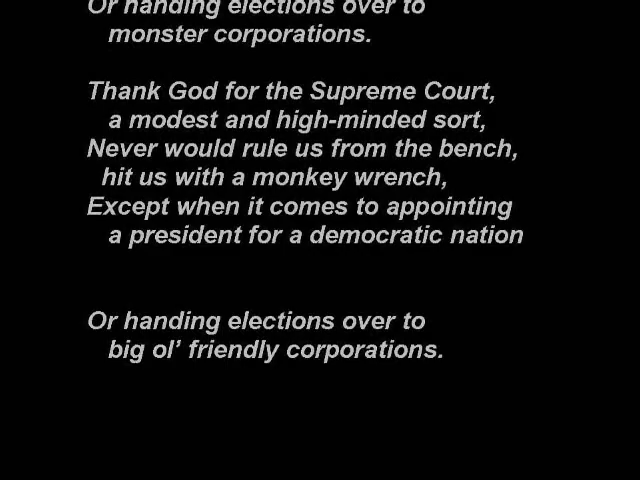 Or handing elections over to
monster corporations.
Thank God for the Supreme Court,
a modest and high-minded sort,
Never would rule us from the bench,
hit us with a monkey wrench,
Except when it comes to appointing
a president for a democratic nation
Or handing elections over to
big ol’ friendly corporations.